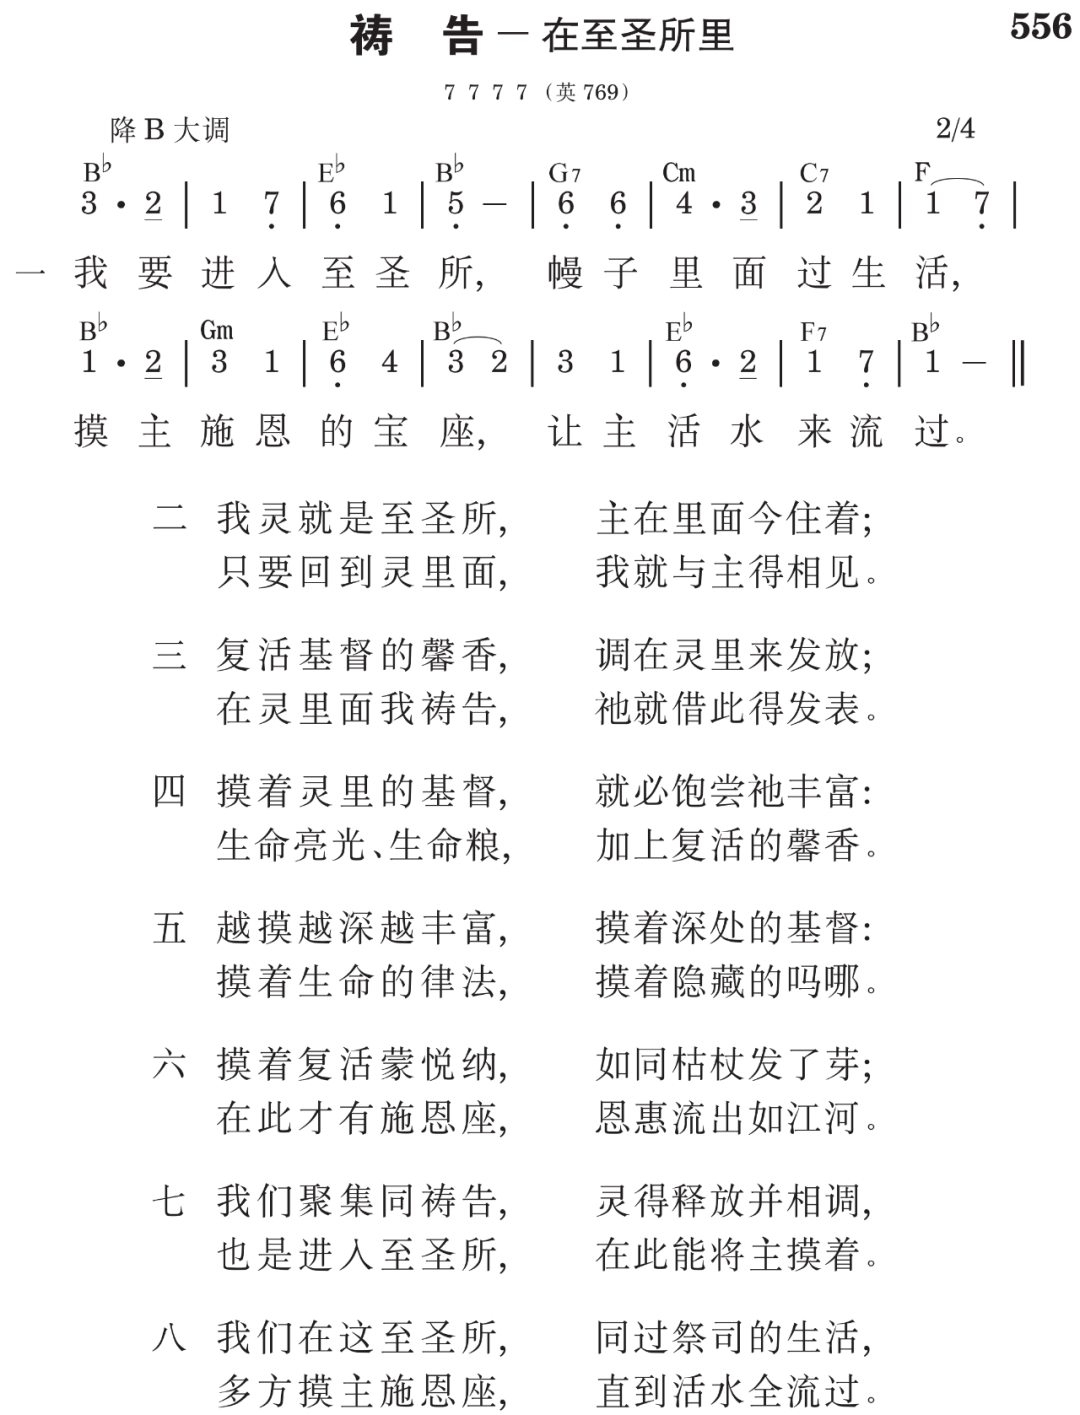 祷 告 — 在至圣所里 556
7 7 7 7（英 769）
降 B 大调 2/4
B♭ E♭ B♭ G7 Cm C7 F
3 · 2 | 1 7 | 6 1 | 5 — | 6 6 | 4 · 3 | 2 1 | 1 7 |
一 我 要 进 入 至 圣 所, 幔 子 里 面 过 生 活,
B♭ Gm E♭ B♭ E♭ F7 B♭
1 · 2 | 3 1 | 6 4 | 3 2 | 3 1 | 6 · 2 | 1 7 | 1 — ‖
摸 主 施 恩 的 宝 座, 让 主 活 水 来 流 过。
二 我灵就是至圣所, 主在里面今住着;
只要回到灵里面, 我就与主得相见。
三 复活基督的馨香, 调在灵里来发放;
在灵里面我祷告, 祂就借此得发表。
四 摸着灵里的基督, 就必饱尝祂丰富:
生命亮光、生命粮, 加上复活的馨香。
五 越摸越深越丰富, 摸着深处的基督:
摸着生命的律法, 摸着隐藏的吗哪。
六 摸着复活蒙悦纳, 如同枯杖发了芽;
在此才有施恩座, 恩惠流出如江河。
七 我们聚集同祷告, 灵得释放并相调,
也是进入至圣所, 在此能将主摸着。
八 我们在这至圣所, 同过祭司的生活,
多方摸主施恩座, 直到活水全流过。